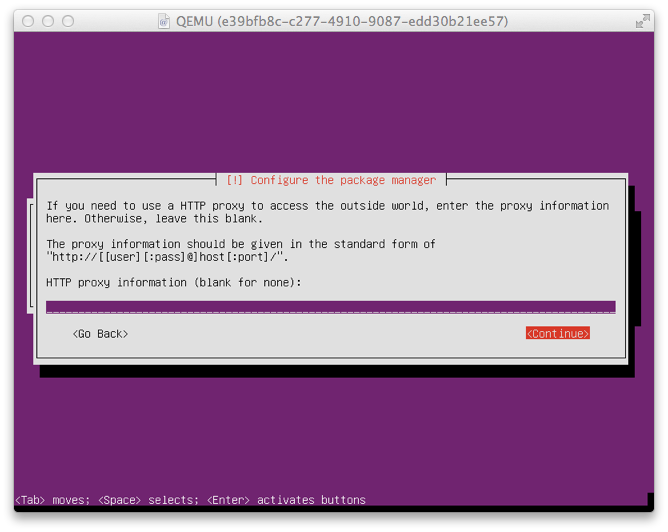 QEMU (e39bfb8c-c277-4910-9087-edd30b21ee57)
[!] Configure the package manager
If you need to use a HTTP proxy to access the outside world, enter the proxy information
here. Otherwise, leave this blank.
The proxy information should be given in the standard form of
"http://[[user][:pass]@]host[:port]/".
HTTP proxy information (blank for none):
<Go Back> <Continue>
<Tab> moves; <Space> selects; <Enter> activates buttons